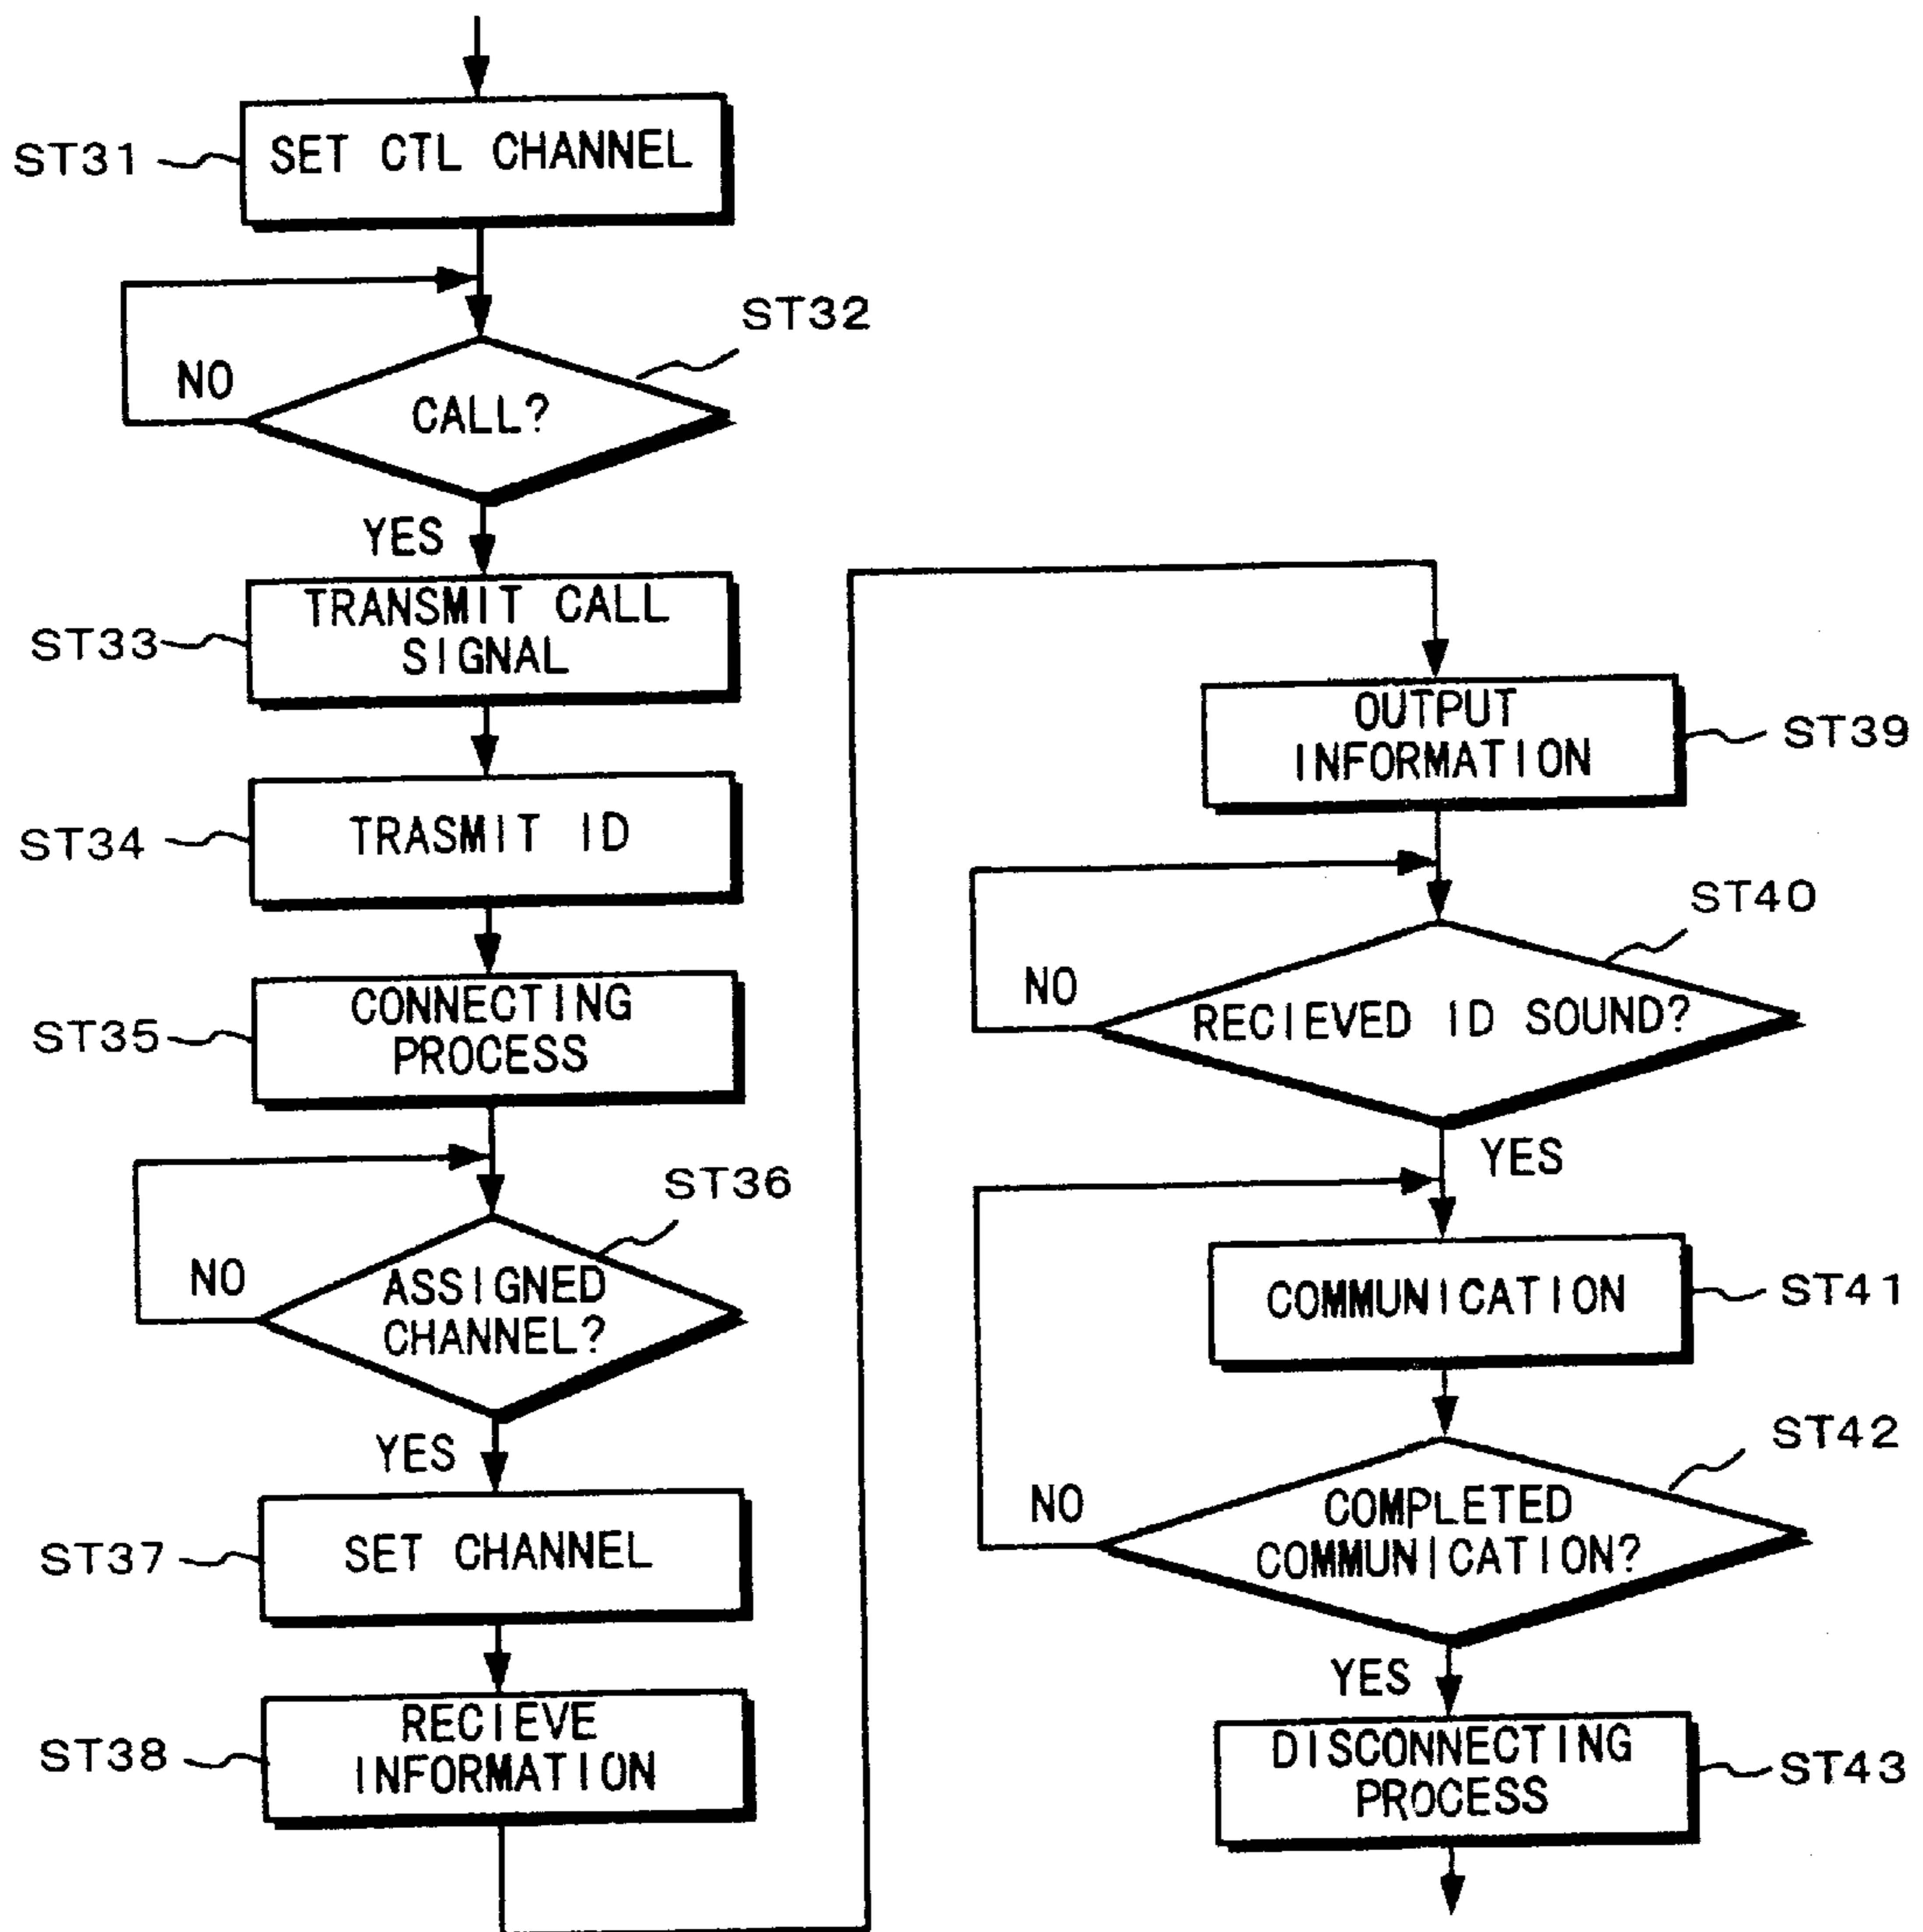 ST31
SET CTL CHANNEL
ST32
NO
CALL?
YES
ST33
TRANSMIT CALL
SIGNAL
ST34
TRASMIT ID
ST35
CONNECTING
PROCESS
ST36
NO
ASSIGNED
CHANNEL?
YES
ST37
SET CHANNEL
ST38
RECIEVE
INFORMATION
OUTPUT
INFORMATION
ST39
ST40
NO
RECIEVED ID SOUND?
YES
COMMUNICATION
ST41
ST42
NO
COMPLETED
COMMUNICATION?
YES
DISCONNECTING
PROCESS
ST43